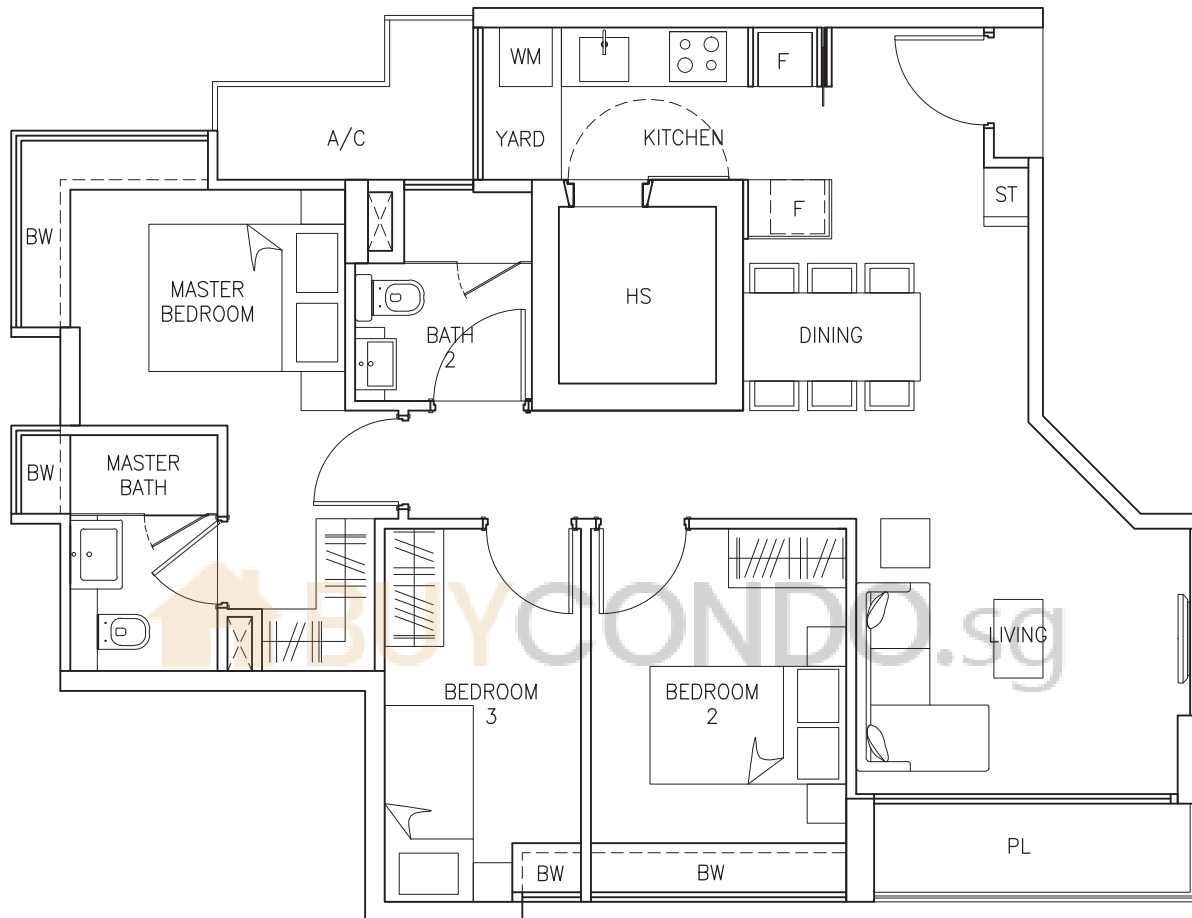 WM
F
A/C
YARD
KITCHEN
ST
F
BW
MASTER
BEDROOM
HS
BATH
2
DINING
BW
MASTER
BATH
BUYCONDO.sg
LIVING
BEDROOM
3
BEDROOM
2
PL
BW
BW